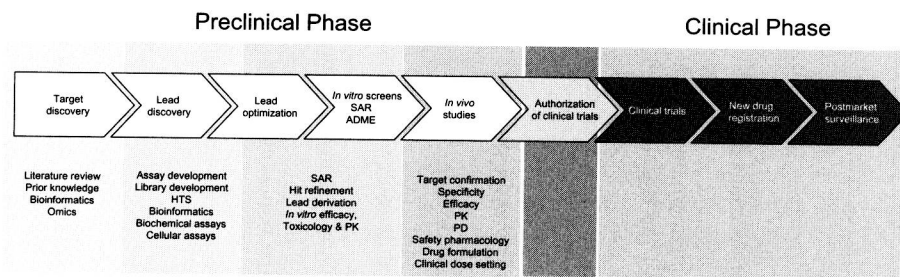 Preclinical Phase
Clinical Phase
Target
discovery
Lead
discovery
Lead
optimization
In vitro screens
SAR
ADME
In vivo
studies
Authorization
of clinical trials
Clinical trials
New drug
registration
Postmarket
surveillance
Literature review
Prior knowledge
Bioinformatics
Omics
Assay development
Library development
HTS
Bioinformatics
Biochemical assays
Cellular assays
SAR
Hit refinement
Lead derivation
In vitro efficacy,
Toxicology & PK
Target confirmation
Specificity
Efficacy
PK
PD
Safety pharmacology
Drug formulation
Clinical dose setting